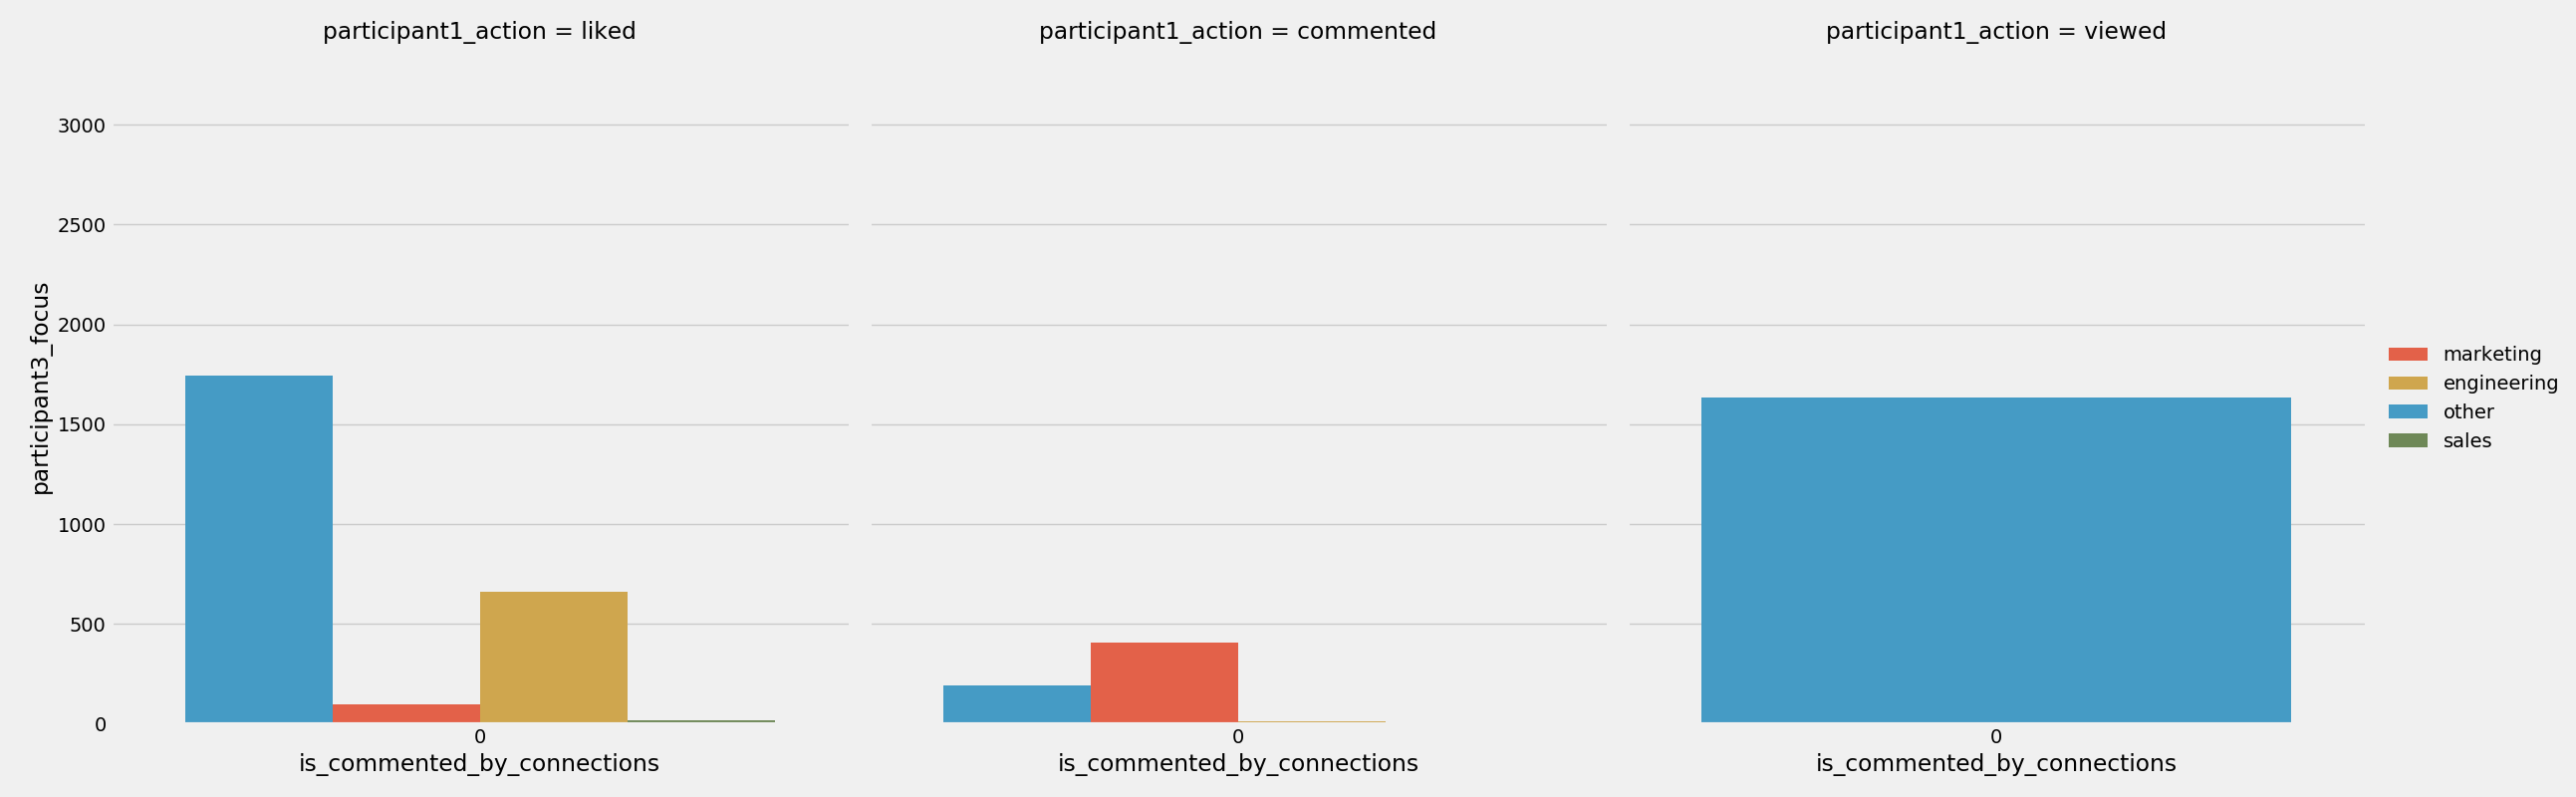 participant1_action = liked
participant1_action = commented
participant1_action = viewed
participant3_focus
3000
2500
2000
1500
1000
500
0
0
0
0
is_commented_by_connections
is_commented_by_connections
is_commented_by_connections
marketing
engineering
other
sales